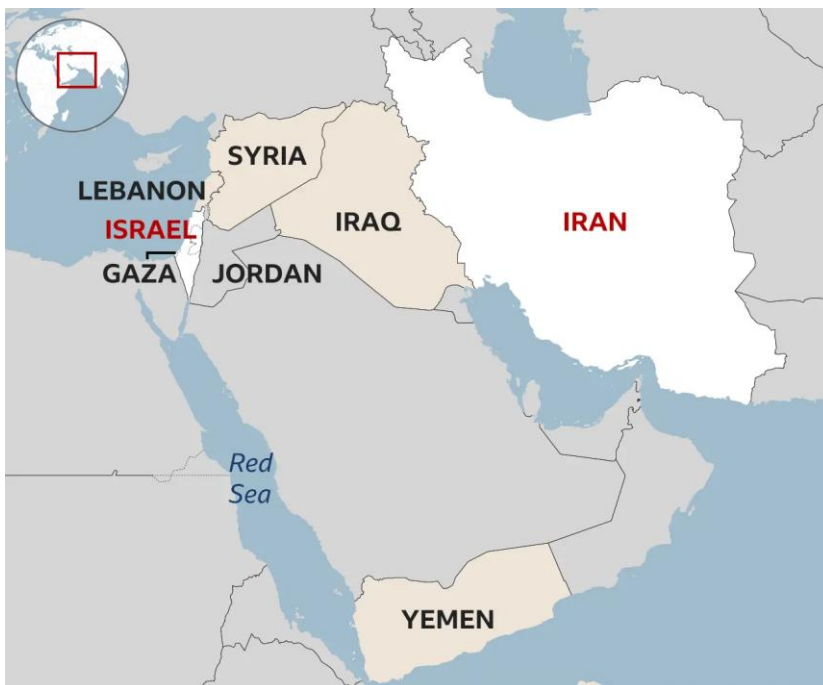 SYRIA
LEBANON
ISRAEL
IRAQ
IRAN
GAZA
JORDAN
Red
Sea
YEMEN